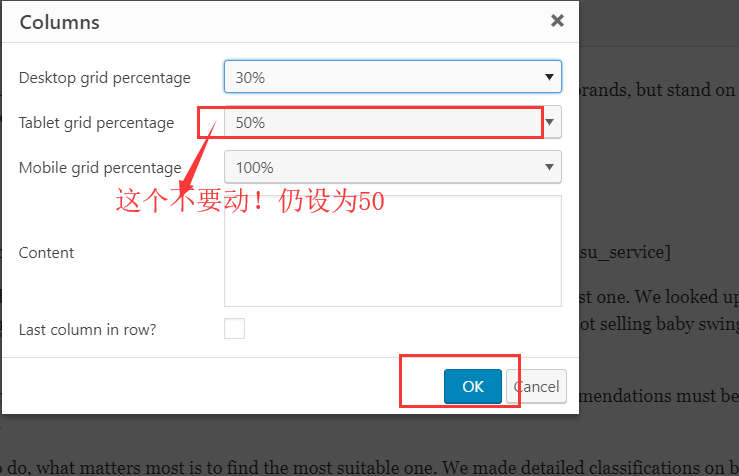 Columns
Desktop grid percentage 30%
brands, but stand on
Tablet grid percentage 50%
Mobile grid percentage 100%
这个不要动！仍设为50
Content
su_service]
st one. We looked up
Last column in row?
ot selling baby swing
OK Cancel
mendations must be
o do, what matters most is to find the most suitable one. We made detailed classifications on b